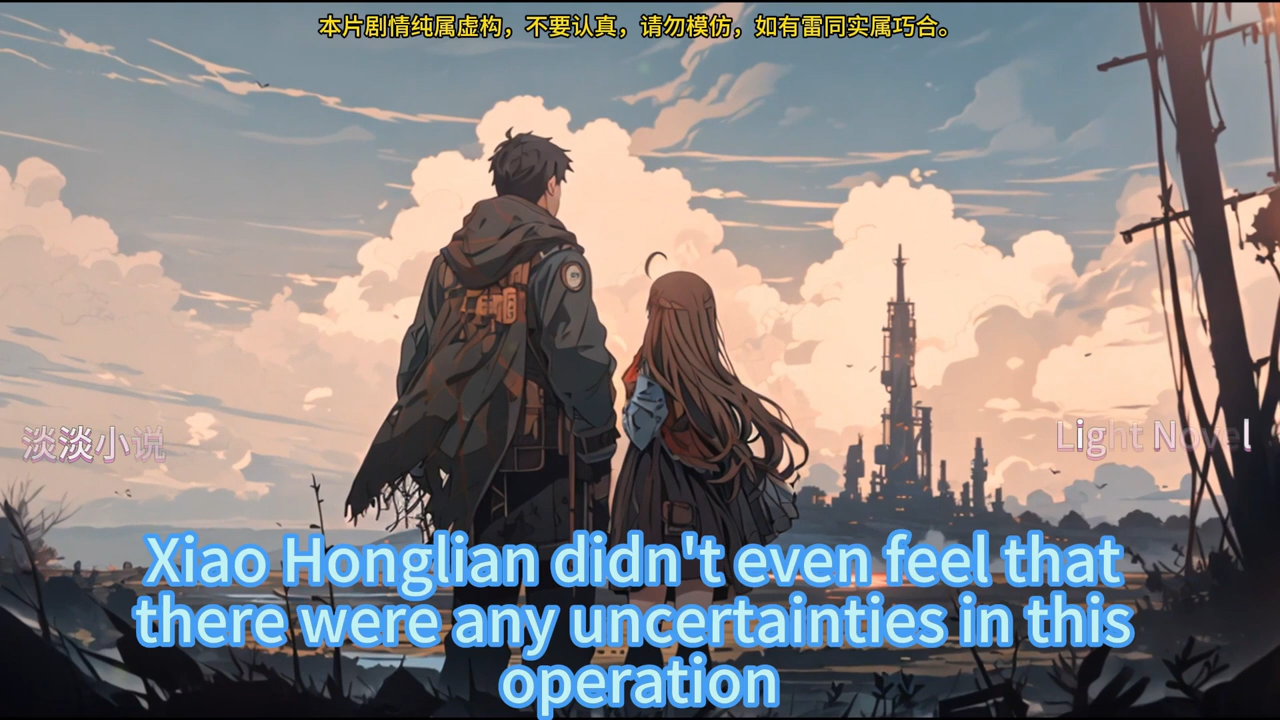 本片剧情纯属虚构，不要认真，请勿模仿，如有雷同实属巧合。
淡淡小说
Light Novel
Xiao Honglian didn't even feel that
there were any uncertainties in this
operation